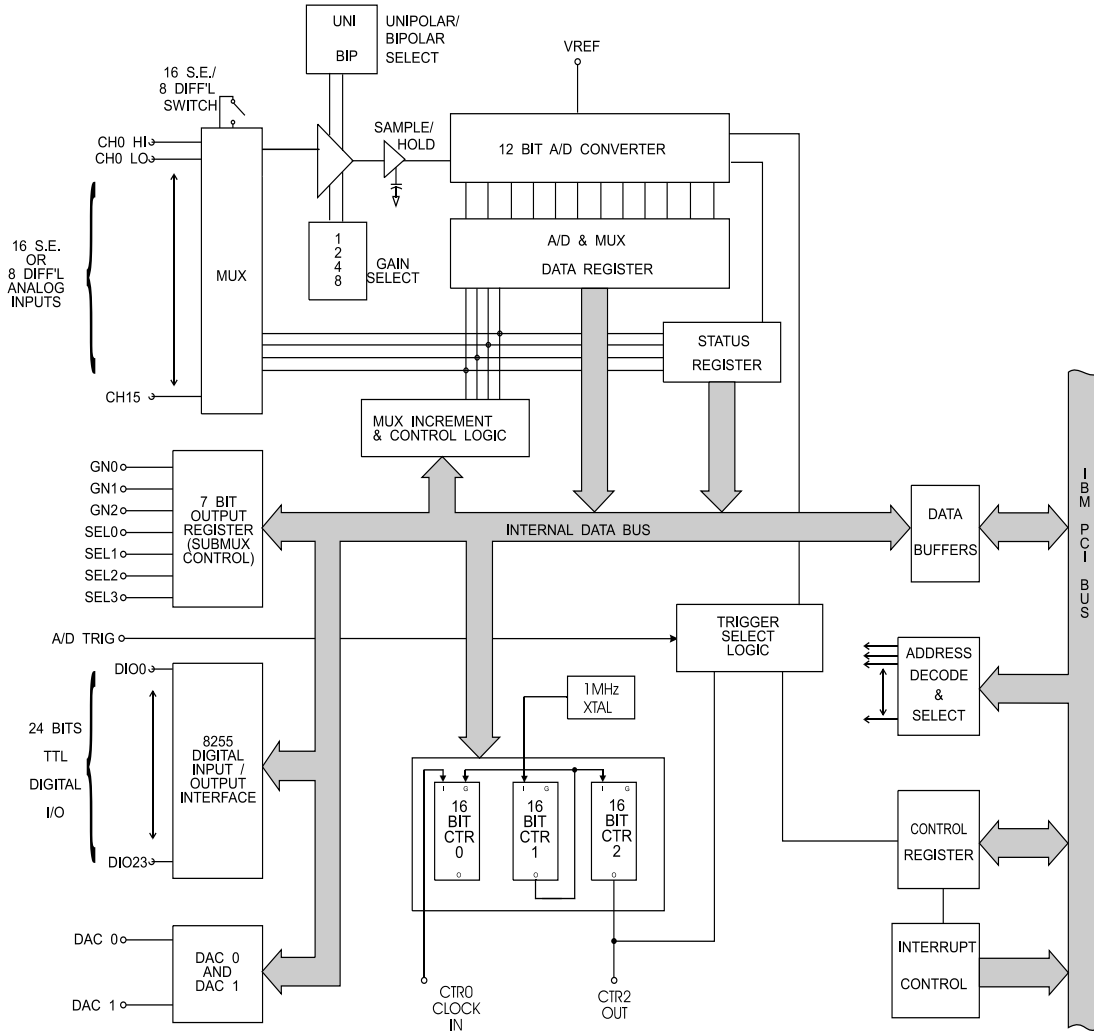 UNI
BIP
UNIPOLAR/
BIPOLAR
SELECT
VREF
16 S.E./
8 DIFF'L
SWITCH
SAMPLE/
HOLD
12 BIT A/D CONVERTER
CH0 HI
CH0 LO
16 S.E.
OR
8 DIFF'L
ANALOG
INPUTS
MUX
1
2
4
8
GAIN
SELECT
A/D & MUX
DATA REGISTER
STATUS
REGISTER
CH15
MUX INCREMENT
& CONTROL LOGIC
GN0
GN1
GN2
SEL0
SEL1
SEL2
SEL3
7 BIT
OUTPUT
REGISTER
(SUBMUX
CONTROL)
INTERNAL DATA BUS
DATA
BUFFERS
IBM PCI BUS
A/D TRIG
TRIGGER
SELECT
LOGIC
ADDRESS
DECODE
&
SELECT
DIO0
24 BITS
TTL
DIGITAL
I/O
DIO23
8255
DIGITAL
INPUT /
OUTPUT
INTERFACE
1MHz
XTAL
I G
16
BIT
CTR
0
O
I G
16
BIT
CTR
1
O
I G
16
BIT
CTR
2
O
CONTROL
REGISTER
INTERRUPT
CONTROL
DAC 0
DAC 1
DAC 0
AND
DAC 1
CTR0
CLOCK
IN
CTR2
OUT